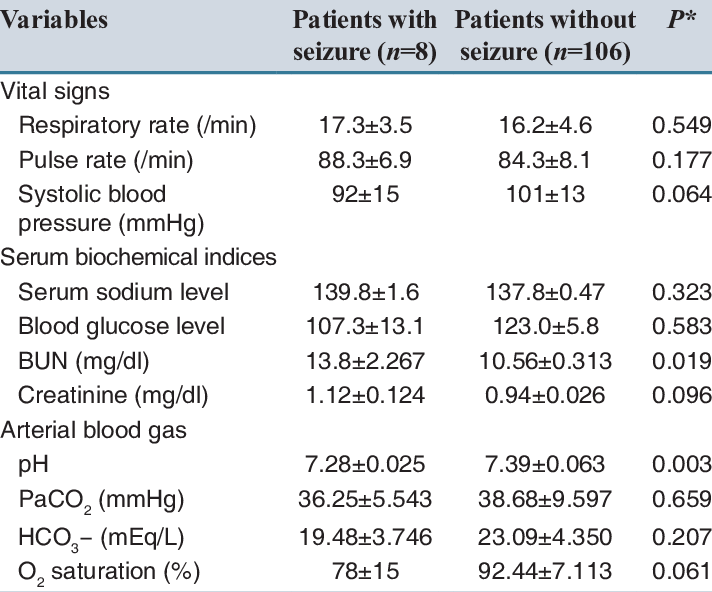 Variables Patients with Patients without P*
seizure (n=8) seizure (n=106)
Vital signs
Respiratory rate (/min) 17.3±3.5 16.2±4.6 0.549
Pulse rate (/min) 88.3±6.9 84.3±8.1 0.177
Systolic blood 92±15 101±13 0.064
pressure (mmHg)
Serum biochemical indices
Serum sodium level 139.8±1.6 137.8±0.47 0.323
Blood glucose level 107.3±13.1 123.0±5.8 0.583
BUN (mg/dl) 13.8±2.267 10.56±0.313 0.019
Creatinine (mg/dl) 1.12±0.124 0.94±0.026 0.096
Arterial blood gas
pH 7.28±0.025 7.39±0.063 0.003
PaCO₂ (mmHg) 36.25±5.543 38.68±9.597 0.659
HCO₃− (mEq/L) 19.48±3.746 23.09±4.350 0.207
O₂ saturation (%) 78±15 92.44±7.113 0.061